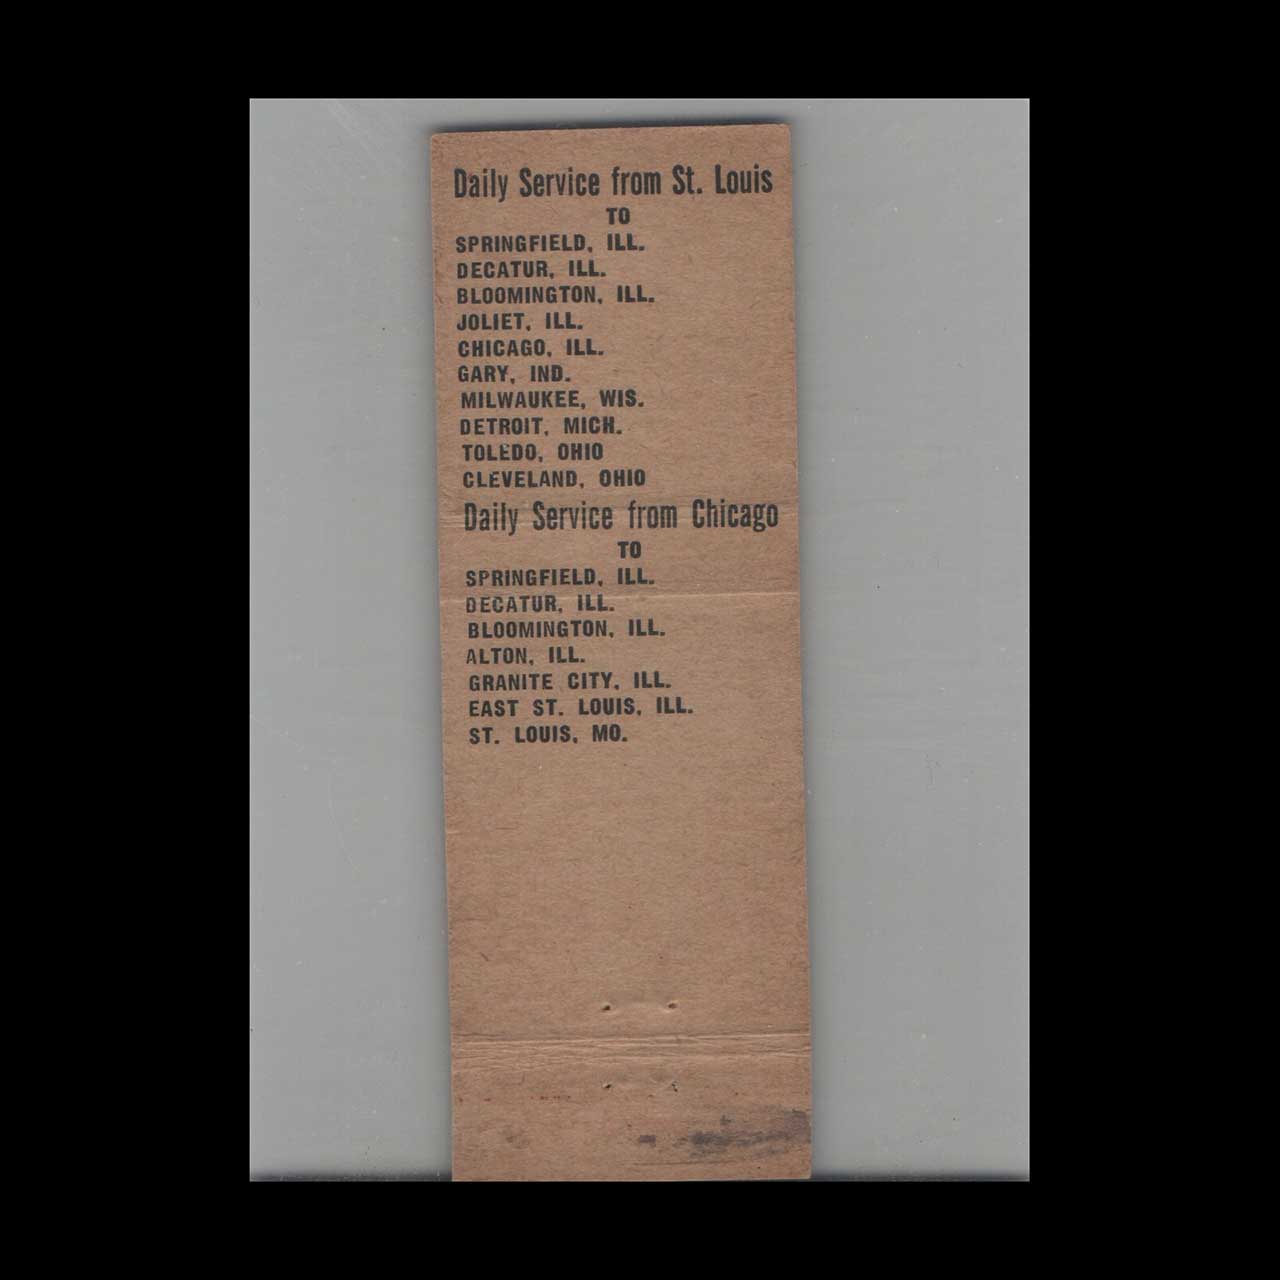 Daily Service from St. Louis
TO
SPRINGFIELD, ILL.
DECATUR, ILL.
BLOOMINGTON, ILL.
JOLIET, ILL.
CHICAGO, ILL.
GARY, IND.
MILWAUKEE, WIS.
DETROIT, MICH.
TOLEDO, OHIO
CLEVELAND, OHIO
Daily Service from Chicago
TO
SPRINGFIELD, ILL.
DECATUR, ILL.
BLOOMINGTON, ILL.
ALTON, ILL.
GRANITE CITY, ILL.
EAST ST. LOUIS, ILL.
ST. LOUIS, MO.